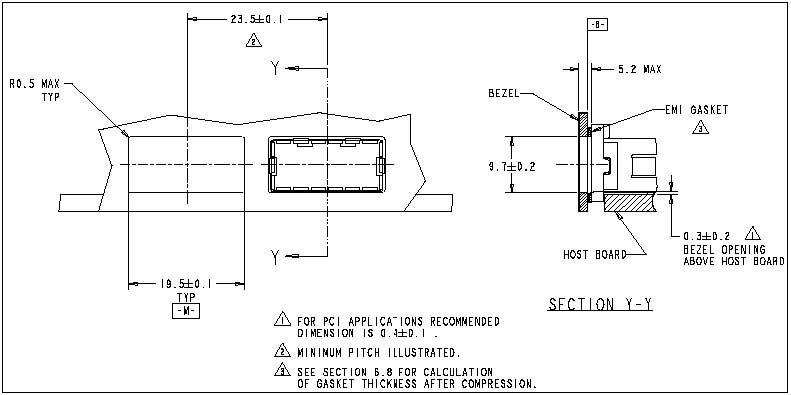 23.5±0.1
2
-B-
Y
5.2 MAX
R0.5 MAX
TYP
BEZEL
EMI GASKET
3
9.7±0.2
0.3±0.2 1
BEZEL OPENING
ABOVE HOST BOARD
HOST BOARD
Y
19.5±0.1
TYP
-M-
SECTION Y-Y
1 FOR PCI APPLICATIONS RECOMMENDED
DIMENSION IS 0.4±0.1 .
2 MINIMUM PITCH ILLUSTRATED.
3 SEE SECTION 6.8 FOR CALCULATION
OF GASKET THICKNESS AFTER COMPRESSION.